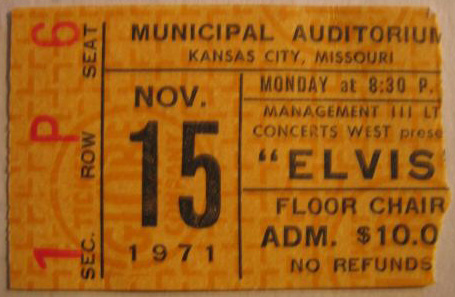 MUNICIPAL AUDITORIUM
KANSAS CITY, MISSOURI
MONDAY at 8:30 P.
MANAGEMENT III LT
CONCERTS WEST prese
"ELVIS
FLOOR CHAIR
ADM. $10.0
NO REFUNDS
NOV.
15
1971
SEAT 6
ROW P
SEC. 1